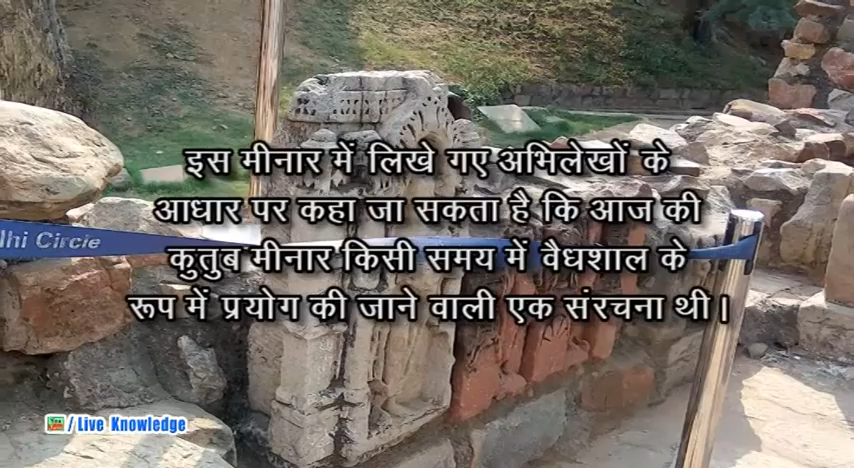 इस मीनार में लिखे गए अभिलेखों के
आधार पर कहा जा सकता है कि आज की
lhi Circle
कुतुब मीनार किसी समय में वैधशाल के
रूप में प्रयोग की जाने वाली एक संरचना थी।
/ Live Knowledge